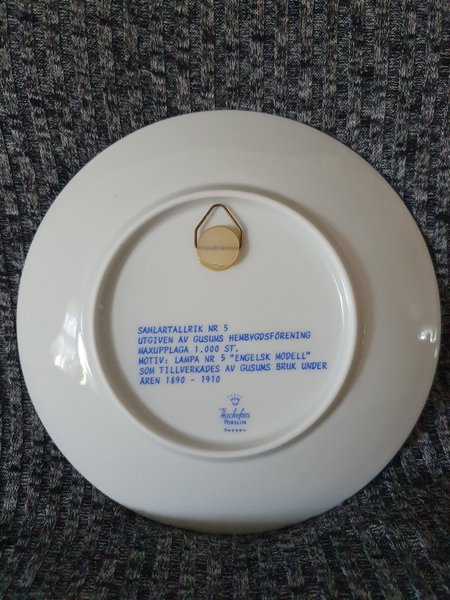 SAMLARTALLRIK NR 5
UTGIVEN AV GUSUMS HEMBYGDSFÖRENING
MAXUPPLAGA 1.000 ST.
MOTIV: LAMPA NR 5 "ENGELSK MODELL"
SOM TILLVERKADES AV GUSUMS BRUK UNDER
ÅREN 1890 - 1910
Hackefors
PORSLIN
SWEDEN